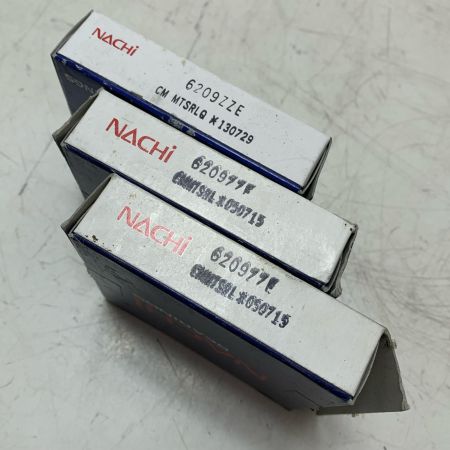 NACHi
6209ZZE
CM MTSRLQ *130729
NACHi
6209ZZE
CMMTSRL*050715
NACHi
6209ZZE
CMMTSRL*050715